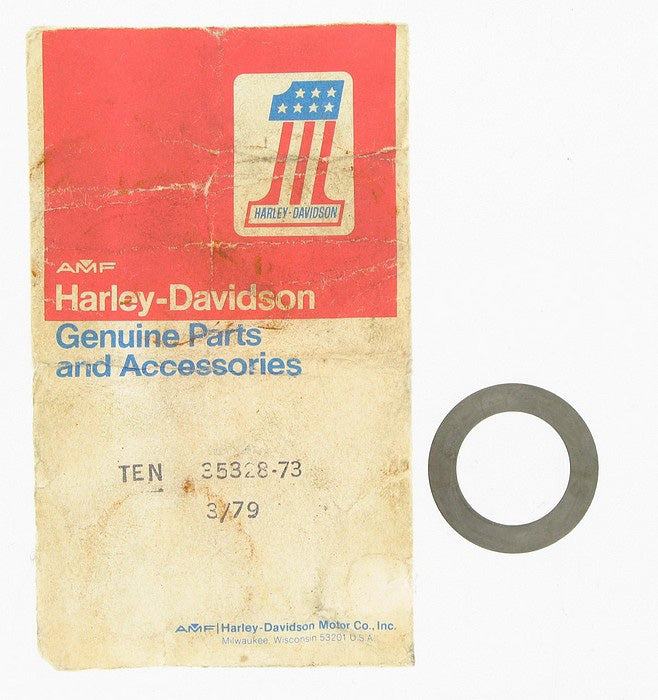 HARLEY-DAVIDSON
AMF
Harley-Davidson
Genuine Parts
and Accessories
TEN 35328-73
3/79
AMF|Harley-Davidson Motor Co., Inc.
Milwaukee, Wisconsin 53201 U.S.A.